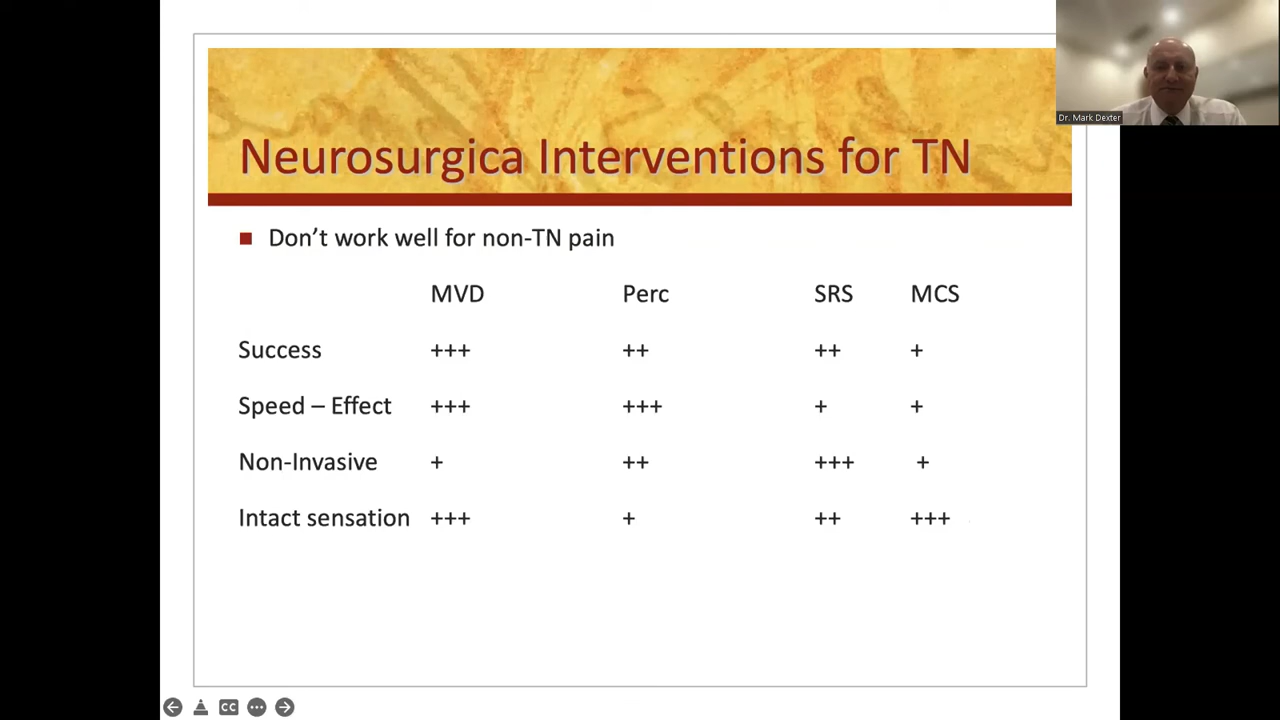 Dr. Mark Dexter
Neurosurgica Interventions for TN
Don't work well for non-TN pain
MVD Perc SRS MCS
Success +++ ++ ++ +
Speed – Effect +++ +++ + +
Non-Invasive + ++ +++ +
Intact sensation +++ + ++ +++
CC